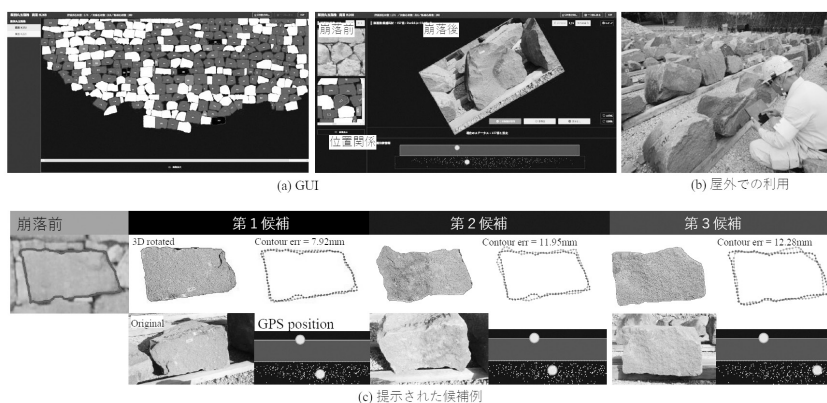 崩落前
崩落後
位置関係
(a) GUI
(b) 屋外での利用
崩落前
第1候補
第2候補
第3候補
3D rotated
Contour err = 7.92mm
Contour err = 11.95mm
Contour err = 12.28mm
Original
GPS position
(c) 提示された候補例